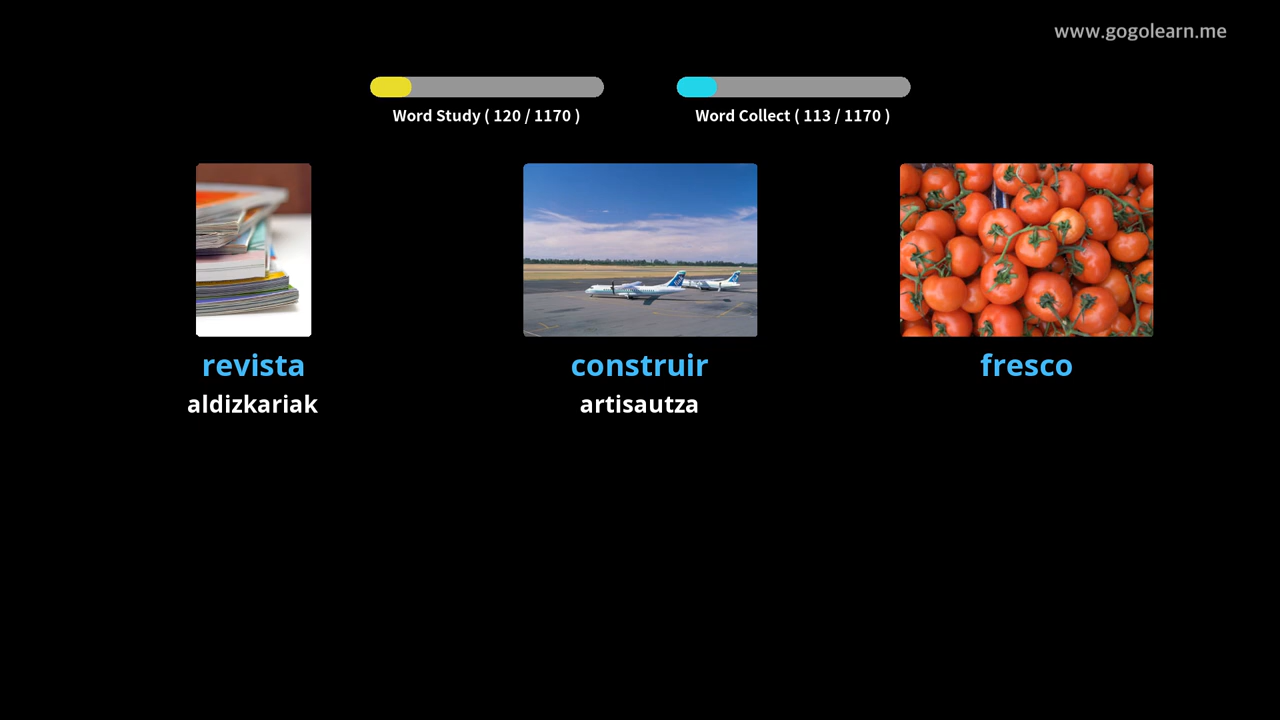 www.gogolearn.me
Word Study ( 120 / 1170 )
Word Collect ( 113 / 1170 )
revista
aldizkariak
construir
artisautza
fresco